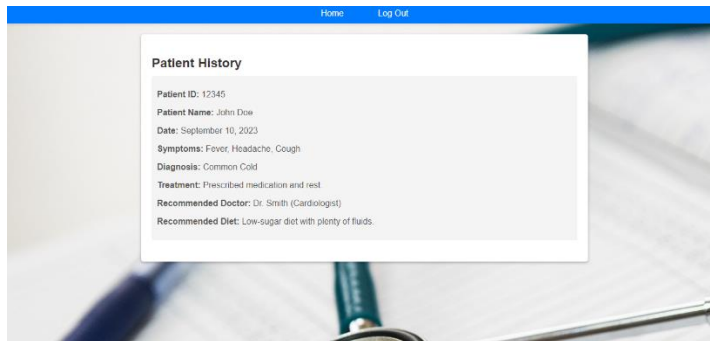 Home Log Out
Patient History
Patient ID: 12345
Patient Name: John Doe
Date: September 10, 2023
Symptoms: Fever, Headache, Cough
Diagnosis: Common Cold
Treatment: Prescribed medication and rest.
Recommended Doctor: Dr. Smith (Cardiologist)
Recommended Diet: Low-sugar diet with plenty of fluids.